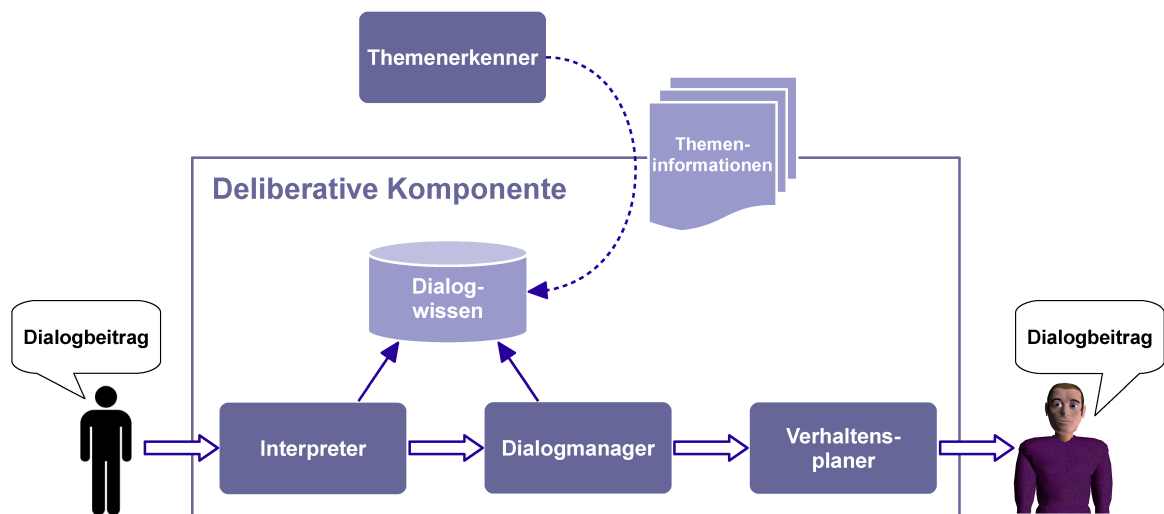 Themenerkenner
Themen-
informationen
Deliberative Komponente
Dialog-
wissen
Dialogbeitrag
Dialogbeitrag
Interpreter
Dialogmanager
Verhaltens-
planer